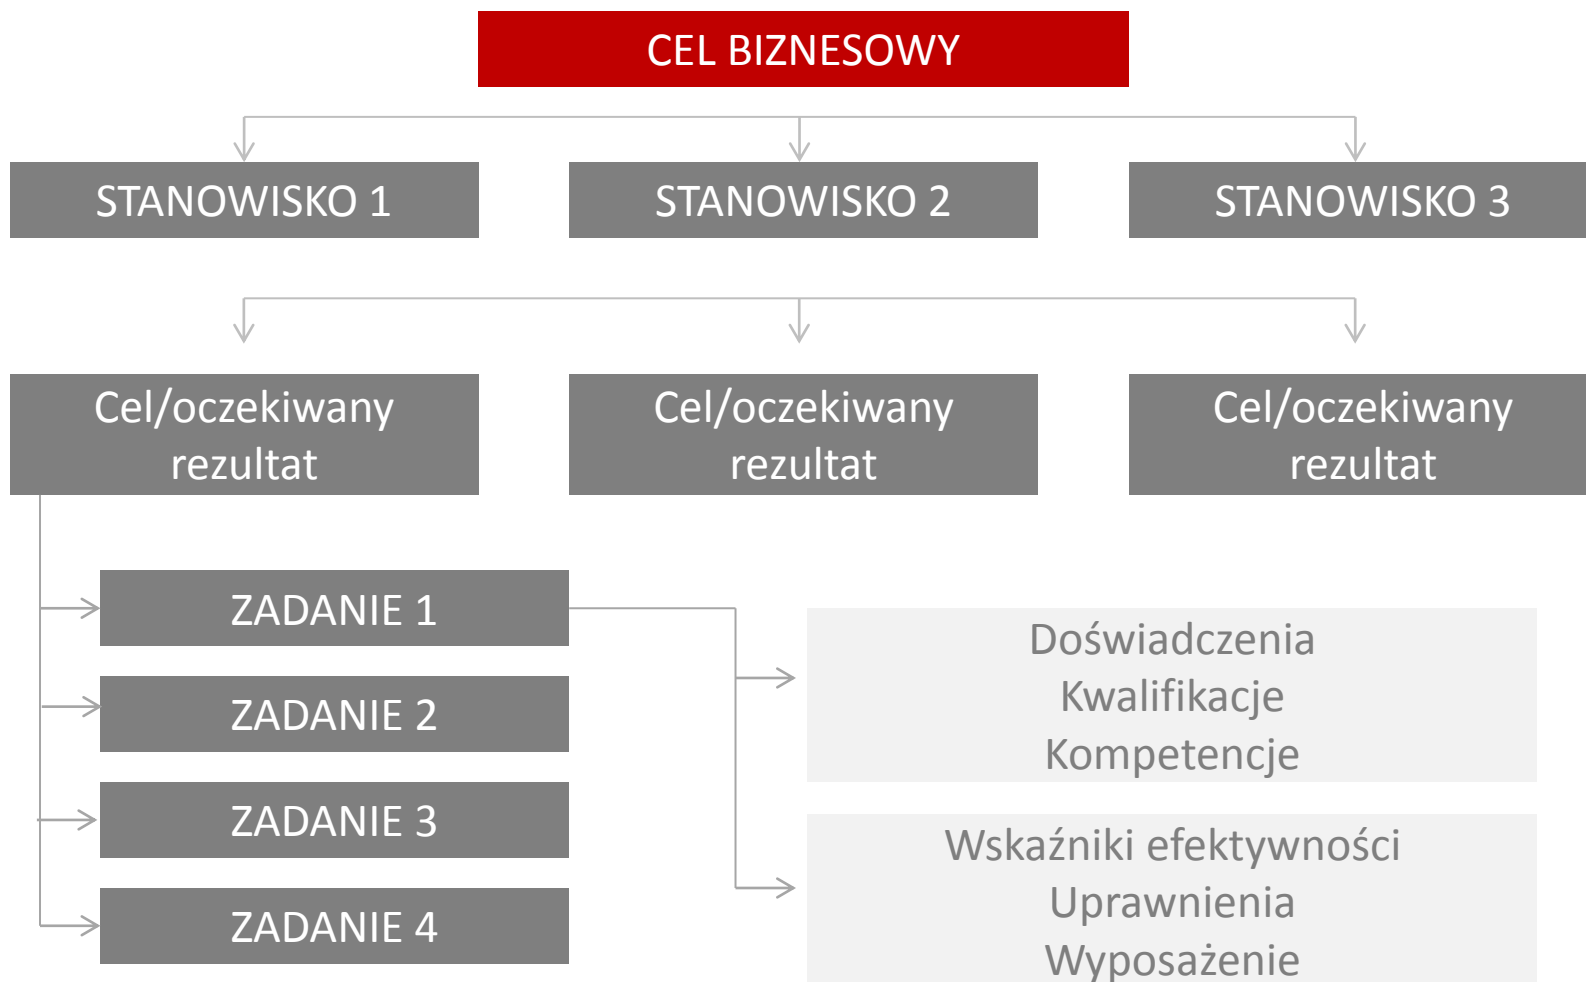 CEL BIZNESOWY
STANOWISKO 1
STANOWISKO 2
STANOWISKO 3
Cel/oczekiwany
rezultat
Cel/oczekiwany
rezultat
Cel/oczekiwany
rezultat
ZADANIE 1
ZADANIE 2
ZADANIE 3
ZADANIE 4
Doświadczenia
Kwalifikacje
Kompetencje
Wskaźniki efektywności
Uprawnienia
Wyposażenie